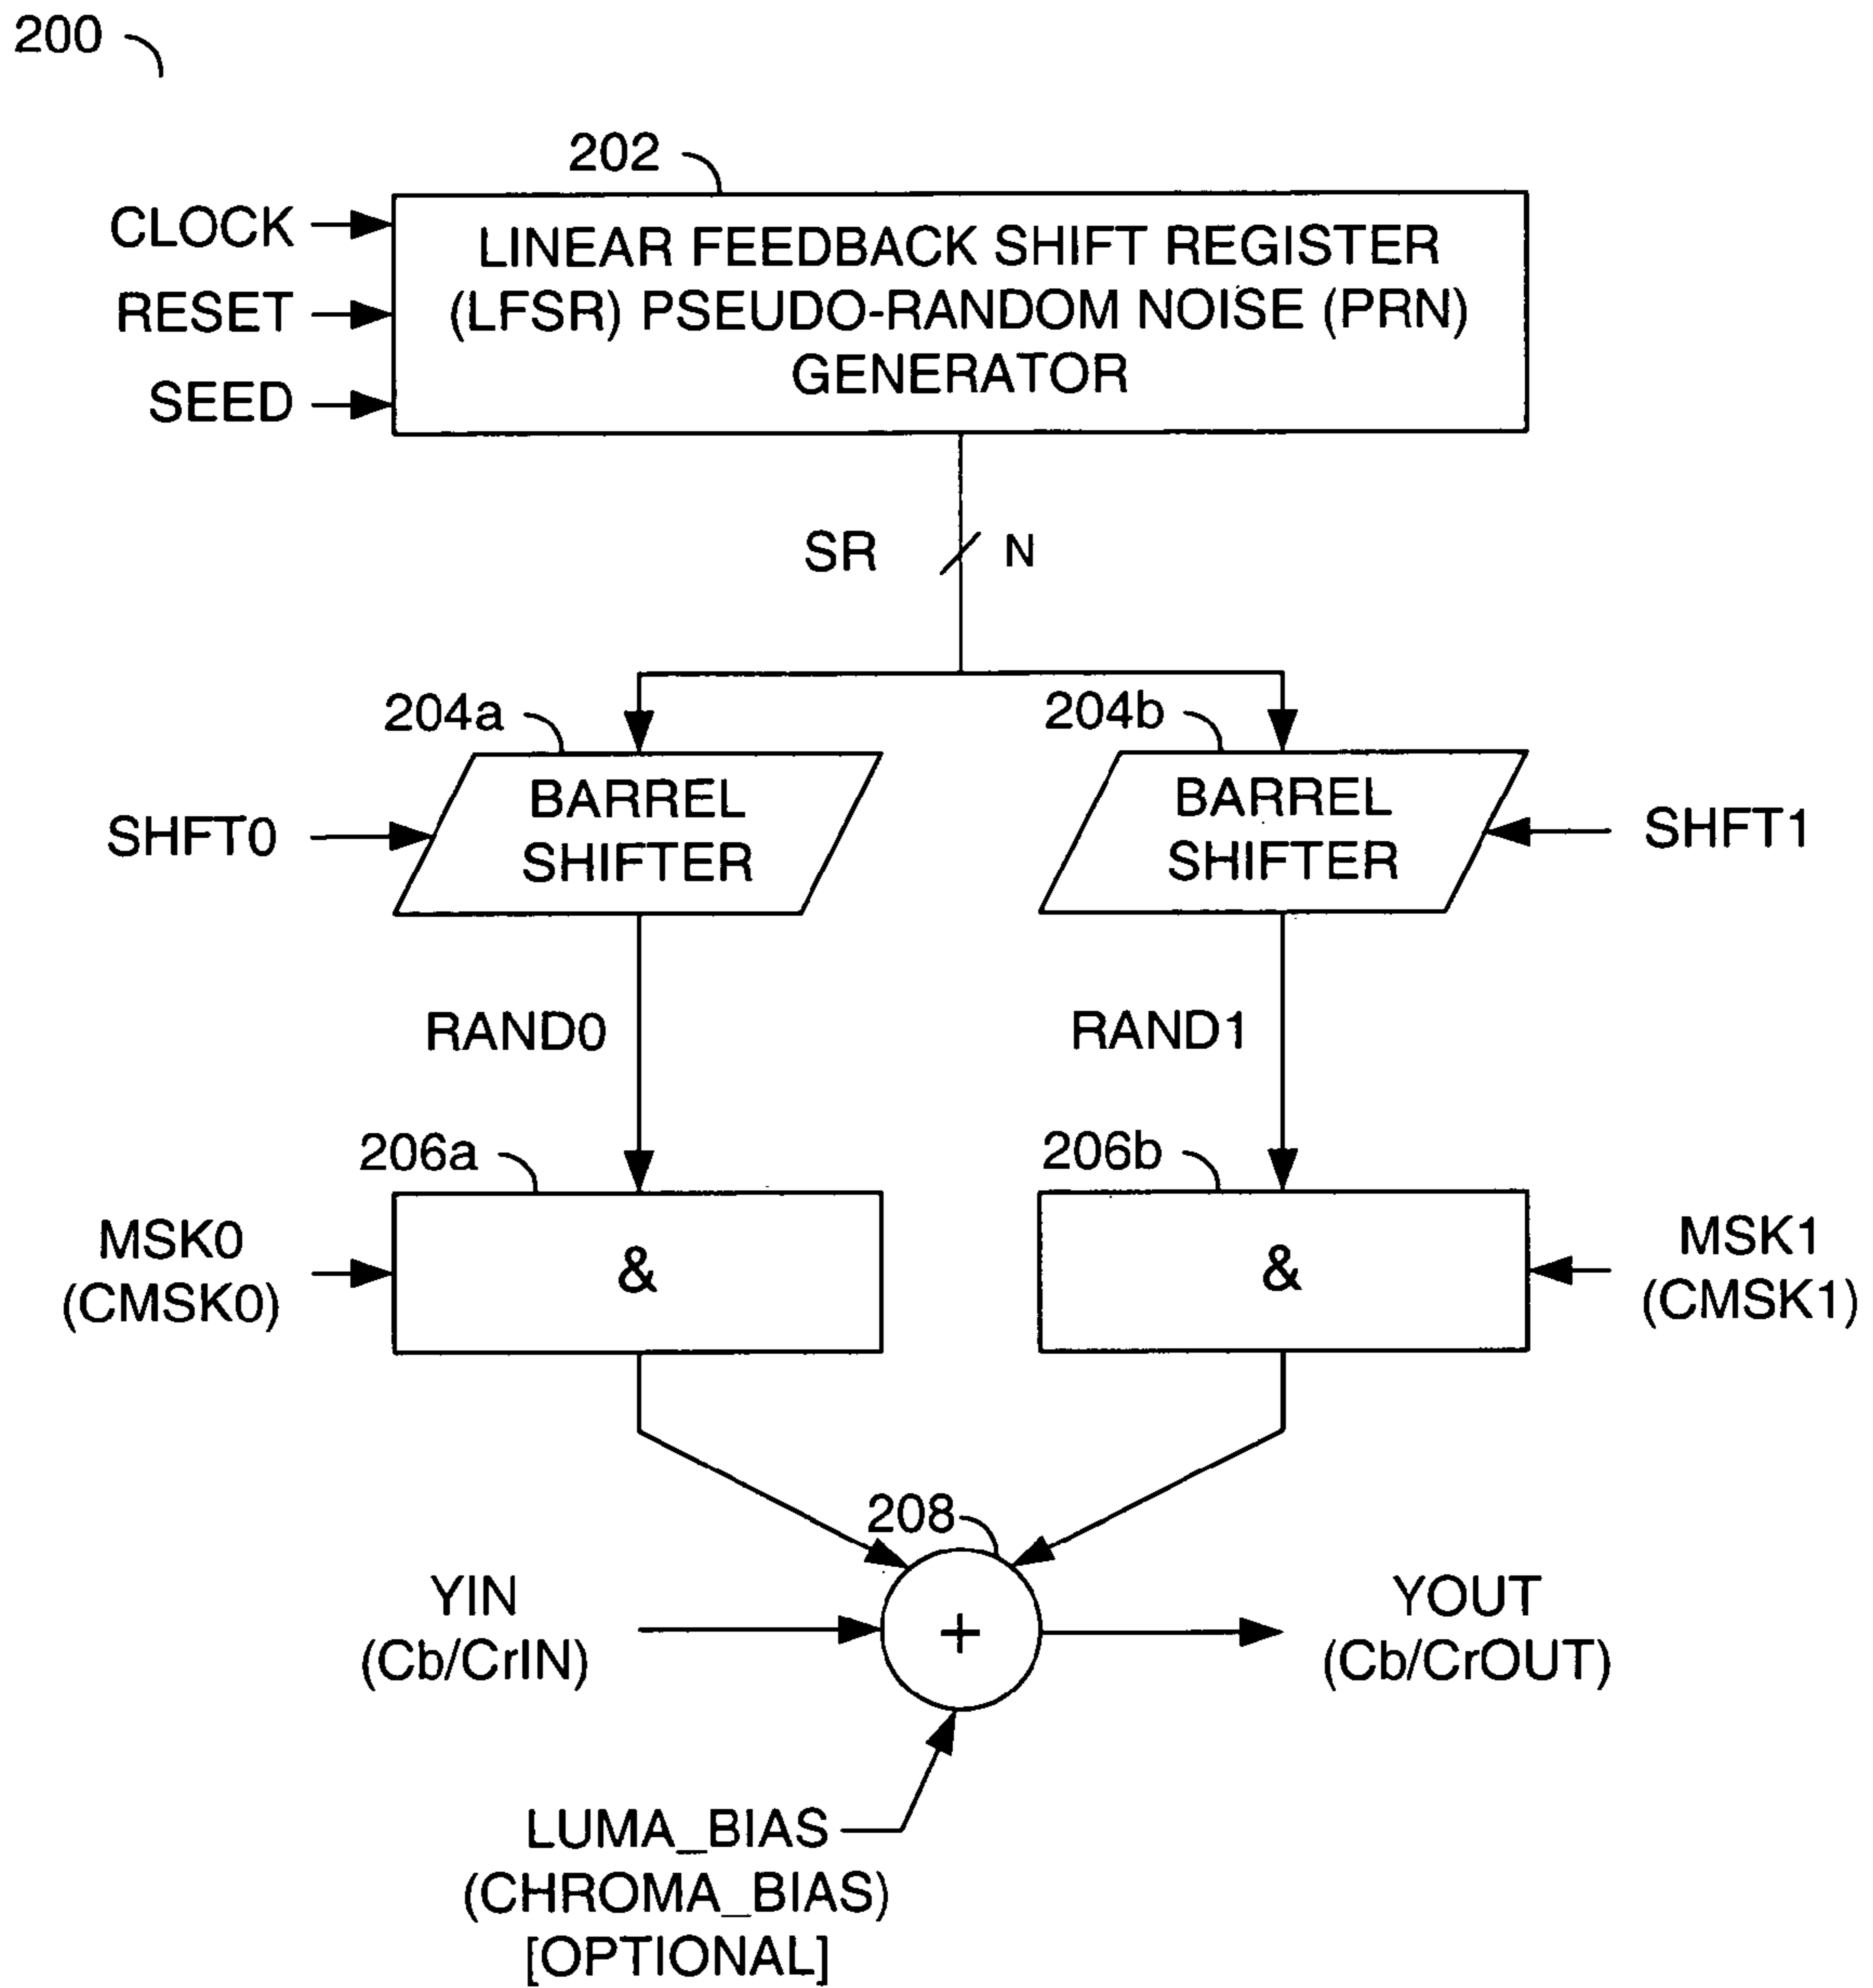 200
202
CLOCK
RESET
SEED
LINEAR FEEDBACK SHIFT REGISTER
(LFSR) PSEUDO-RANDOM NOISE (PRN)
GENERATOR
SR
N
204a
204b
SHFT0
BARREL
SHIFTER
BARREL
SHIFTER
SHFT1
RAND0
RAND1
206a
206b
MSK0
(CMSK0)
&
&
MSK1
(CMSK1)
208
YIN
(Cb/CrIN)
+
YOUT
(Cb/CrOUT)
LUMA_BIAS
(CHROMA_BIAS)
[OPTIONAL]